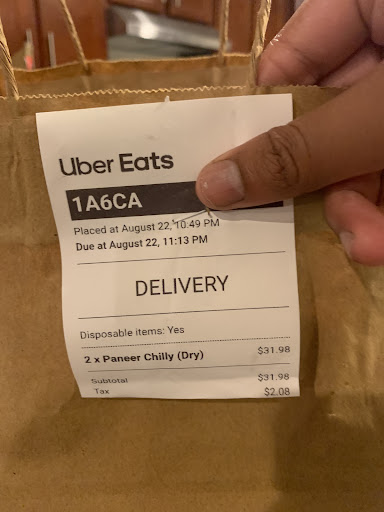 Uber Eats
1A6CA
Placed at August 22, 10:49 PM
Due at August 22, 11:13 PM
DELIVERY
Disposable items: Yes
2 x Paneer Chilly (Dry) $31.98
Subtotal $31.98
Tax $2.08